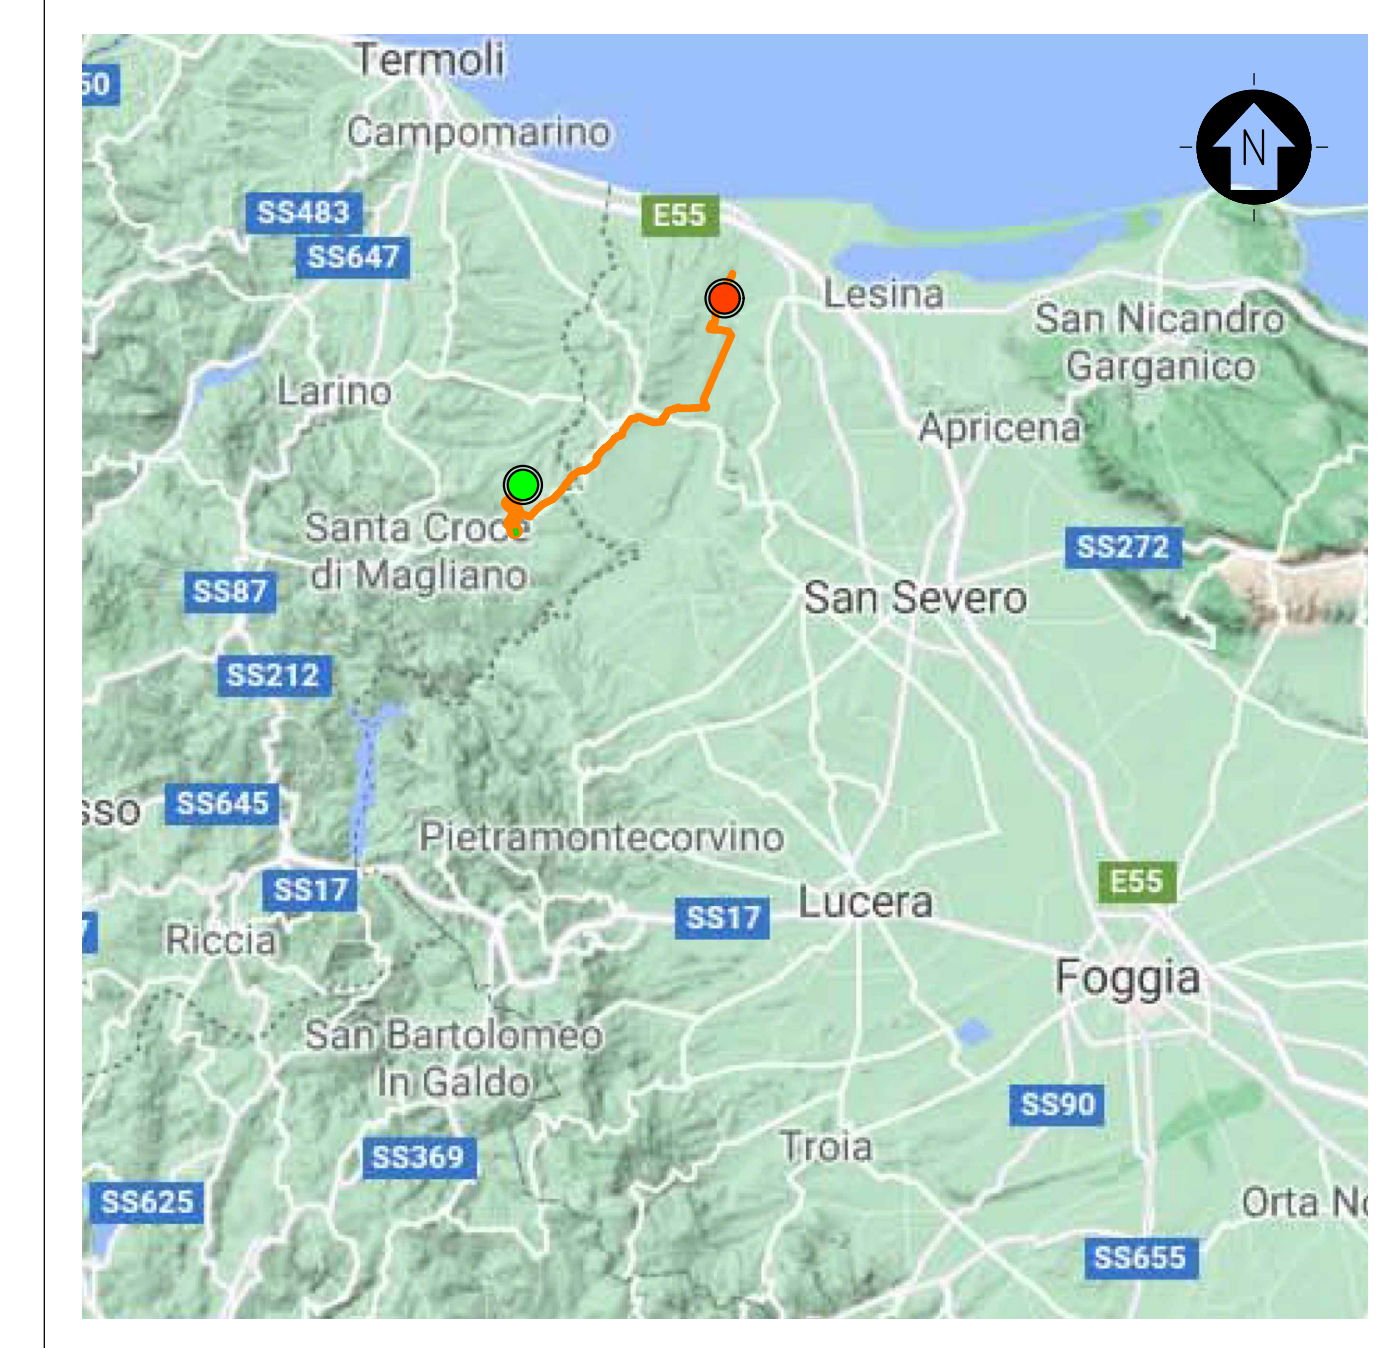 Termoli
50
Campomarino
N
SS483
E55
SS647
Lesina
San Nicandro
Garganico
Larino
Apricena
Santa Croce
di Magliano
SS272
SS87
San Severo
SS212
SS645
sso
Pietramontecorvino
SS17
E55
Lucera
SS17
7
Riccia
Foggia
San Bartolomeo
In Galdo
SS90
Troia
SS369
SS625
Orta No
SS655